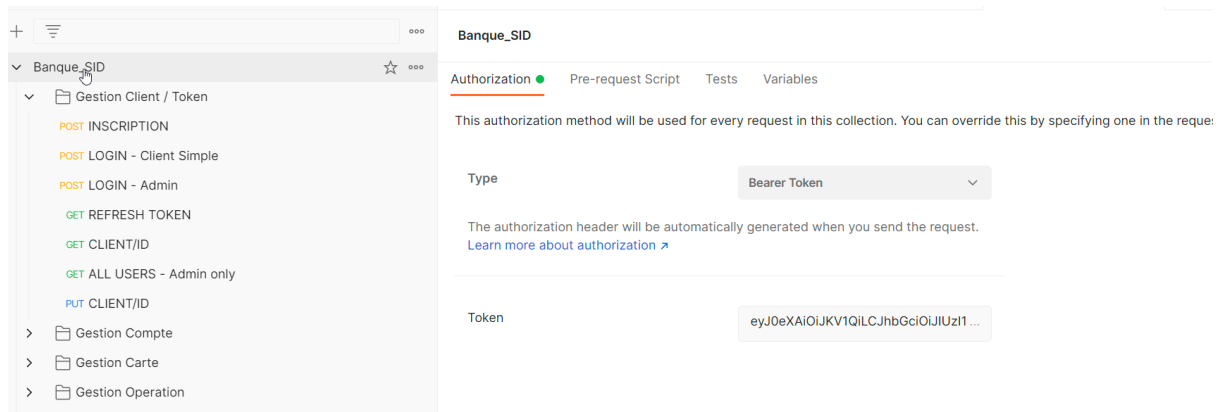 Banque_SID
Gestion Client / Token
POST INSCRIPTION
POST LOGIN - Client Simple
POST LOGIN - Admin
GET REFRESH TOKEN
GET CLIENT/ID
GET ALL USERS - Admin only
PUT CLIENT/ID
Gestion Compte
Gestion Carte
Gestion Operation
Banque_SID
Authorization Pre-request Script Tests Variables
This authorization method will be used for every request in this collection. You can override this by specifying one in the reques
Type Bearer Token
The authorization header will be automatically generated when you send the request.
Learn more about authorization ↗
Token eyJ0eXAiOiJKV1QiLCJhbGciOiJIUzI1 ...